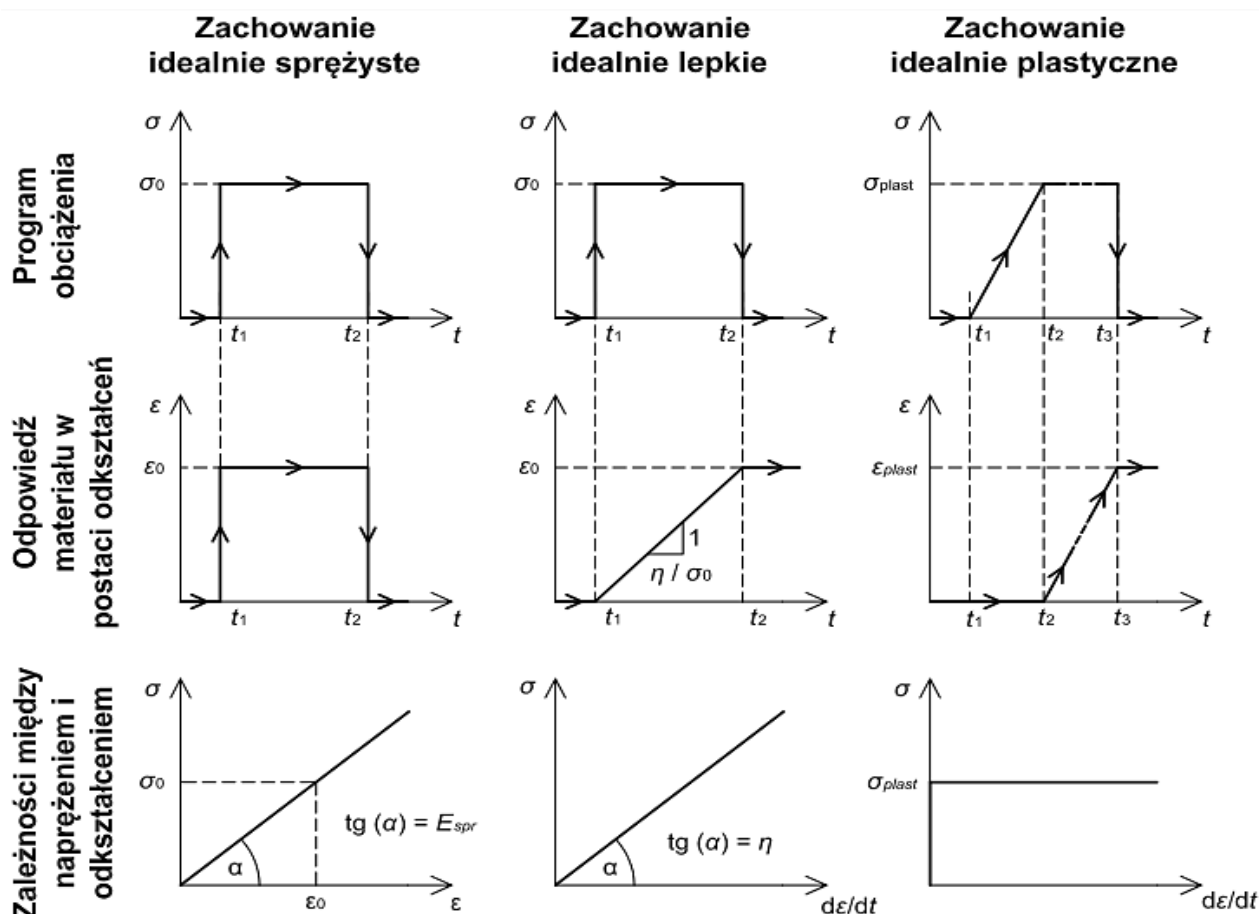 Zachowanie
idealnie sprężyste
Zachowanie
idealnie lepkie
Zachowanie
idealnie plastyczne
Program
obciążenia
σ
σ0
t1
t2
t
σ
σ0
t1
t2
t
σ
σplast
t1
t2
t3
t
Odpowiedź
materiału w
postaci odkształceń
ε
ε0
t1
t2
t
ε
ε0
1
η / σ0
t1
t2
t
ε
εplast
t1
t2
t3
t
Zależności między
naprężeniem i
odkształceniem
σ
σ0
tg (α) = Espr
α
ε0
ε
σ
tg (α) = η
α
dε/dt
σ
σplast
dε/dt